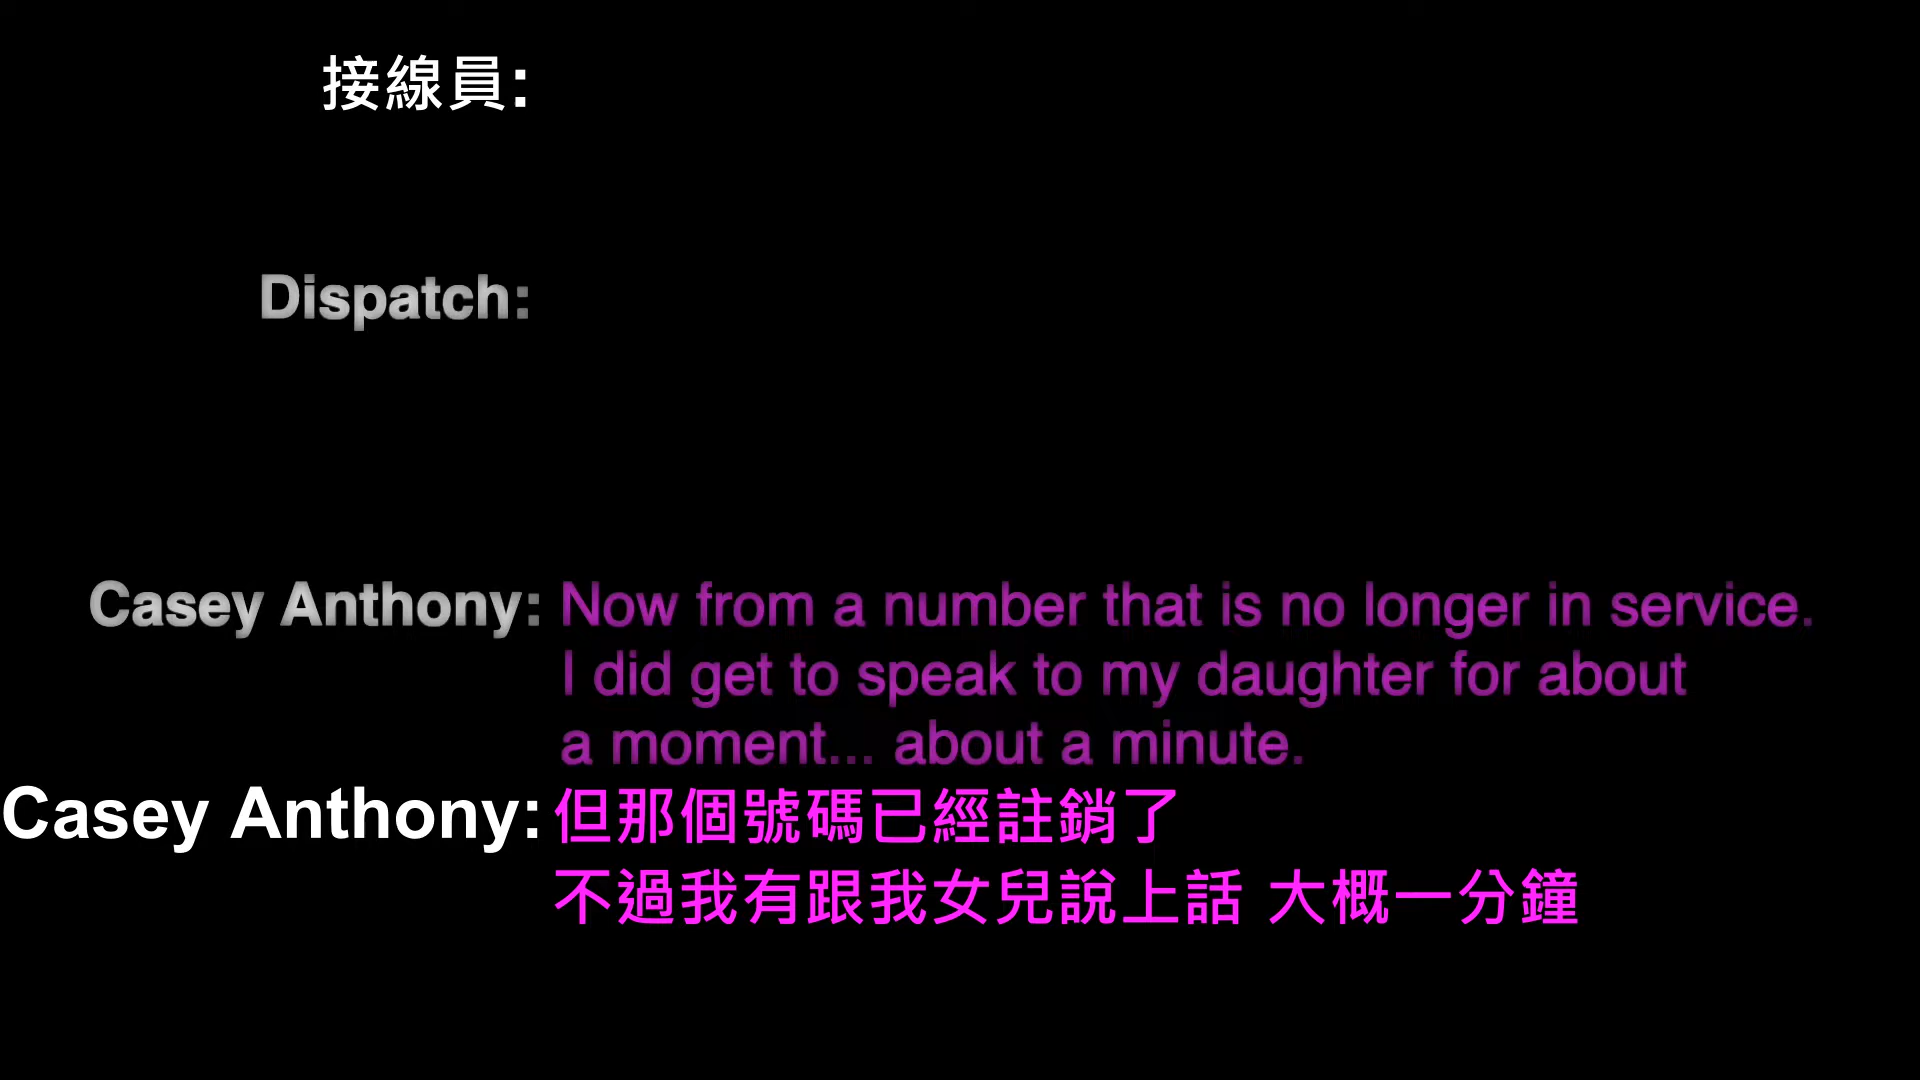 接線員:
Dispatch:
Casey Anthony: Now from a number that is no longer in service.
I did get to speak to my daughter for about
a moment... about a minute.
Casey Anthony: 但那個號碼已經註銷了
不過我有跟我女兒說上話 大概一分鐘